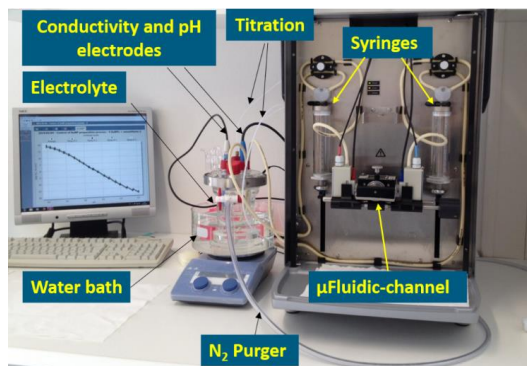 Conductivity and pH
electrodes
Titration
Syringes
Electrolyte
Water bath
µFluidic-channel
N₂ Purger